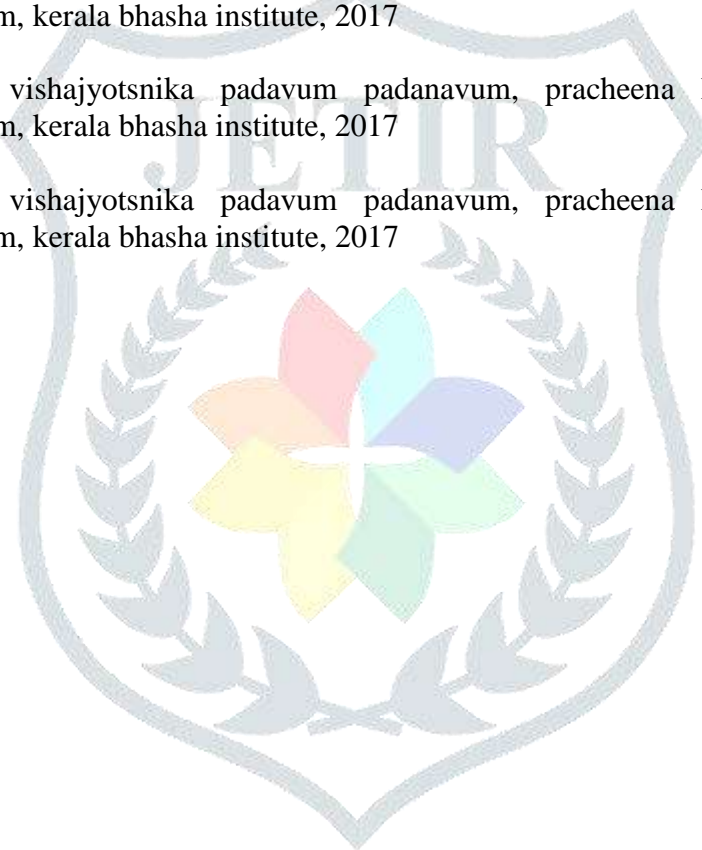 m, kerala bhasha institute, 2017
vishajyotsnika padavum padanavum, pracheena
m, kerala bhasha institute, 2017
vishajyotsnika padavum padanavum, pracheena
m, kerala bhasha institute, 2017
JETIR